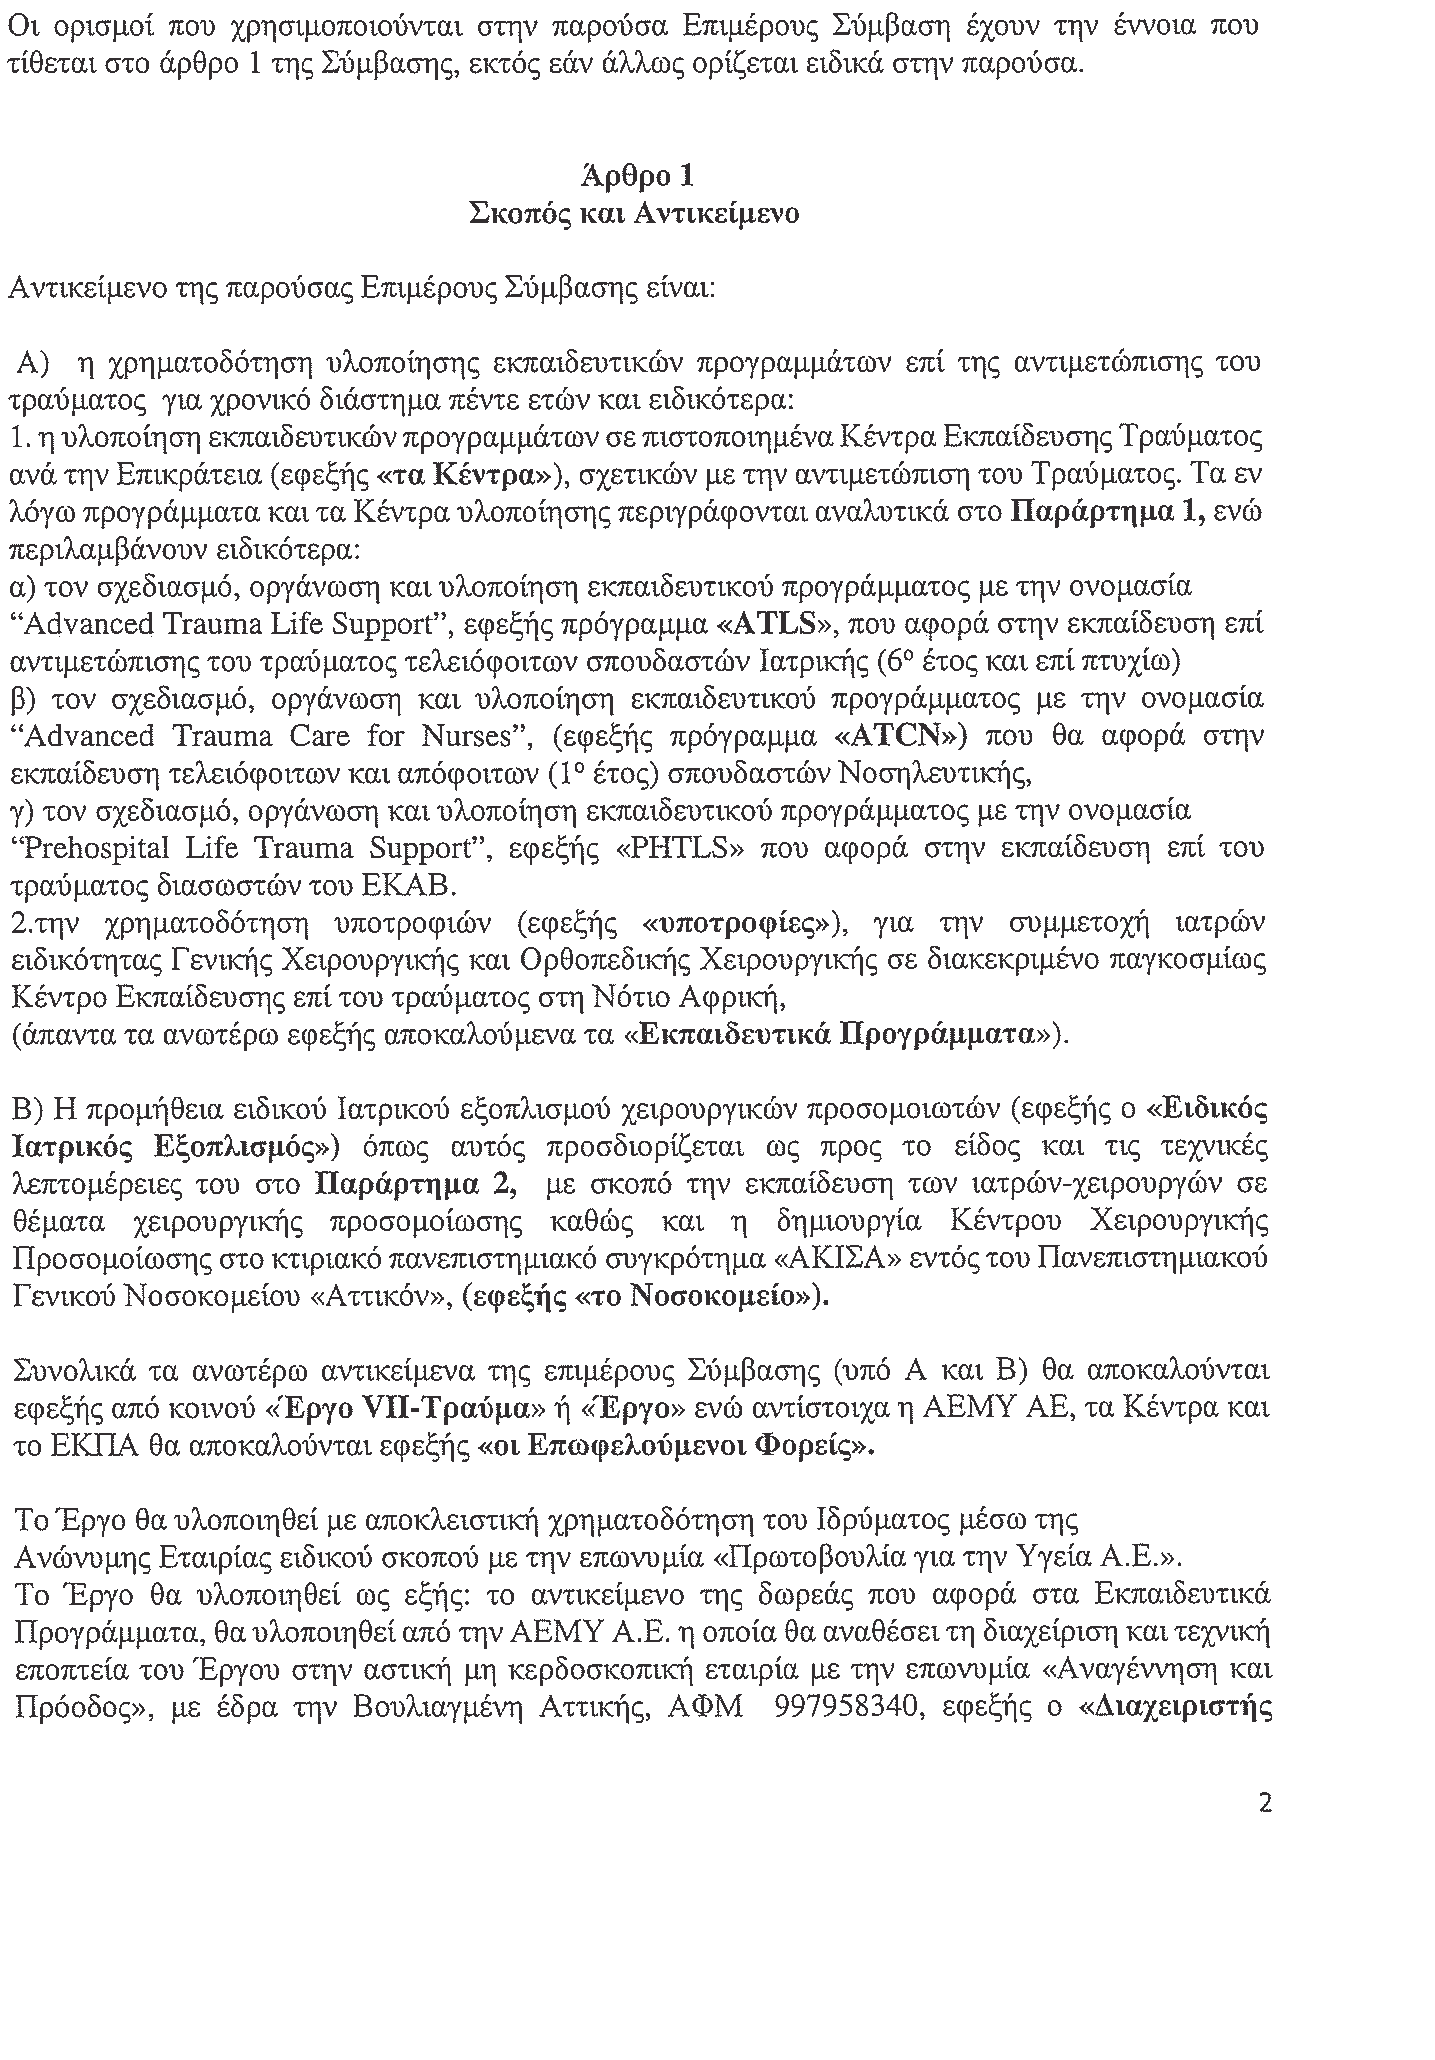 Οι ορισμοί που χρησιμοποιούνται στην παρούσα Επιμέρους Σύμβαση έχουν την έννοια που
τίθεται στο άρθρο 1 της Σύμβασης, εκτός εάν άλλως ορίζεται ειδικά στην παρούσα.
Άρθρο 1
Σκοπός και Αντικείμενο
Αντικείμενο της παρούσας Επιμέρους Σύμβασης είναι:
Α) η χρηματοδότηση υλοποίησης εκπαιδευτικών προγραμμάτων επί της αντιμετώπισης του
τραύματος για χρονικό διάστημα πέντε ετών και ειδικότερα:
1. η υλοποίηση εκπαιδευτικών προγραμμάτων σε πιστοποιημένα Κέντρα Εκπαίδευσης Τραύματος
ανά την Επικράτεια (εφεξής «τα Κέντρα»), σχετικών με την αντιμετώπιση του Τραύματος. Τα εν
λόγω προγράμματα και τα Κέντρα υλοποίησης περιγράφονται αναλυτικά στο Παράρτημα 1, ενώ
περιλαμβάνουν ειδικότερα:
α) τον σχεδιασμό, οργάνωση και υλοποίηση εκπαιδευτικού προγράμματος με την ονομασία
“Advanced Trauma Life Support”, εφεξής πρόγραμμα «ATLS», που αφορά στην εκπαίδευση επί
αντιμετώπισης του τραύματος τελειόφοιτων σπουδαστών Ιατρικής (6° έτος και επί πτυχίω)
β) τον σχεδιασμό, οργάνωση και υλοποίηση εκπαιδευτικού προγράμματος με την ονομασία
“Advanced Trauma Care for Nurses”, (εφεξής πρόγραμμα «ATCN») που θα αφορά στην
εκπαίδευση τελειόφοιτων και απόφοιτων (1° έτος) σπουδαστών Νοσηλευτικής,
γ) τον σχεδιασμό, οργάνωση και υλοποίηση εκπαιδευτικού προγράμματος με την ονομασία
“Prehospital Life Trauma Support”, εφεξής «PHTLS» που αφορά στην εκπαίδευση επί του
τραύματος διασωστών του ΕΚΑΒ.
2.την χρηματοδότηση υποτροφιών (εφεξής «υποτροφίες»), για την συμμετοχή ιατρών
ειδικότητας Γενικής Χειρουργικής και Ορθοπεδικής Χειρουργικής σε διακεκριμένο παγκοσμίως
Κέντρο Εκπαίδευσης επί του τραύματος στη Νότιο Αφρική,
(άπαντα τα ανωτέρω εφεξής αποκαλούμενα τα «Εκπαιδευτικά Προγράμματα»).
Β) Η προμήθεια ειδικού Ιατρικού εξοπλισμού χειρουργικών προσομοιωτών (εφεξής ο «Ειδικός
Ιατρικός Εξοπλισμός») όπως αυτός προσδιορίζεται ως προς το είδος και τις τεχνικές
λεπτομέρειες του στο Παράρτημα 2, με σκοπό την εκπαίδευση των ιατρών-χειρουργών σε
θέματα χειρουργικής προσομοίωσης καθώς και η δημιουργία Κέντρου Χειρουργικής
Προσομοίωσης στο κτιριακό πανεπιστημιακό συγκρότημα «ΑΚΙΣΑ» εντός του Πανεπιστημιακού
Γενικού Νοσοκομείου «Αττικόν», (εφεξής «το Νοσοκομείο»).
Συνολικά τα ανωτέρω αντικείμενα της επιμέρους Σύμβασης (υπό Α και Β) θα αποκαλούνται
εφεξής από κοινού «Έργο VII-Τραύμα» ή «Έργο» ενώ αντίστοιχα η ΑΕΜΥ ΑΕ, τα Κέντρα και
το ΕΚΠΑ θα αποκαλούνται εφεξής «οι Επωφελούμενοι Φορείς».
Το Έργο θα υλοποιηθεί με αποκλειστική χρηματοδότηση του Ιδρύματος μέσω της
Ανώνυμης Εταιρίας ειδικού σκοπού με την επωνυμία «Πρωτοβουλία για την Υγεία Α.Ε.».
Το Έργο θα υλοποιηθεί ως εξής: το αντικείμενο της δωρεάς που αφορά στα Εκπαιδευτικά
Προγράμματα, θα υλοποιηθεί από την ΑΕΜΥ Α.Ε. η οποία θα αναθέσει τη διαχείριση και τεχνική
εποπτεία του Έργου στην αστική μη κερδοσκοπική εταιρία με την επωνυμία «Αναγέννηση και
Πρόοδος», με έδρα την Βουλιαγμένη Αττικής, ΑΦΜ 997958340, εφεξής ο «Διαχειριστής
2